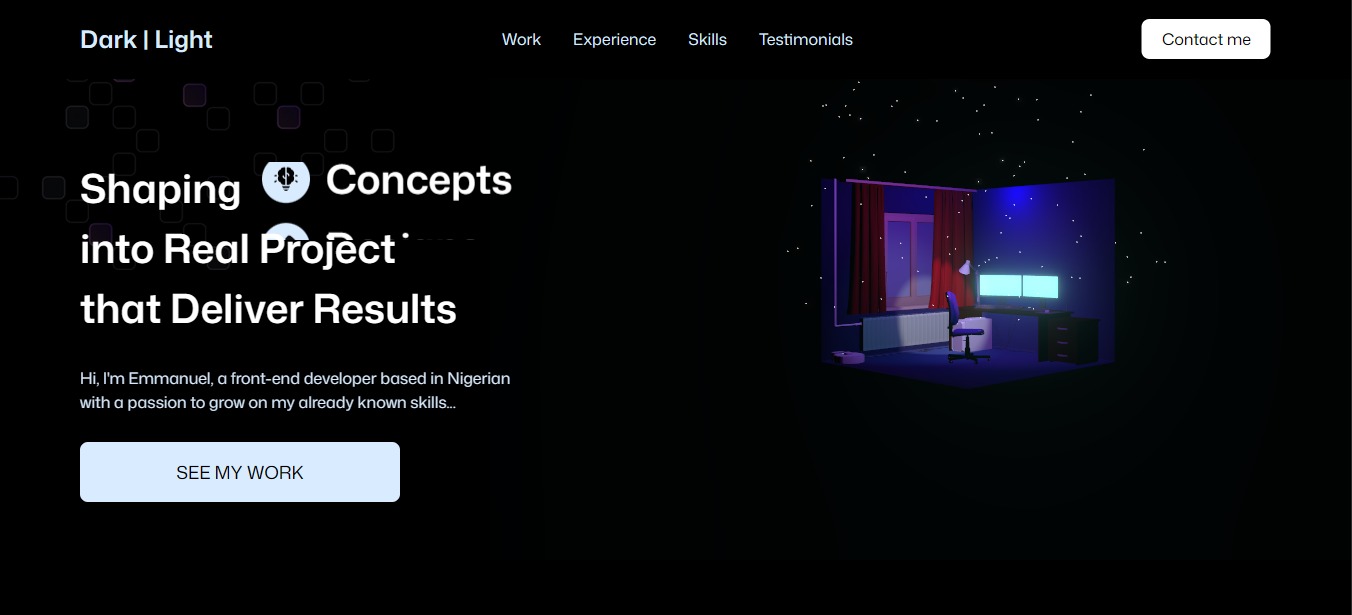 Dark | Light
Work Experience Skills Testimonials
Contact me
Shaping Concepts
into Real Project
that Deliver Results
Hi, I'm Emmanuel, a front-end developer based in Nigerian
with a passion to grow on my already known skills...
SEE MY WORK